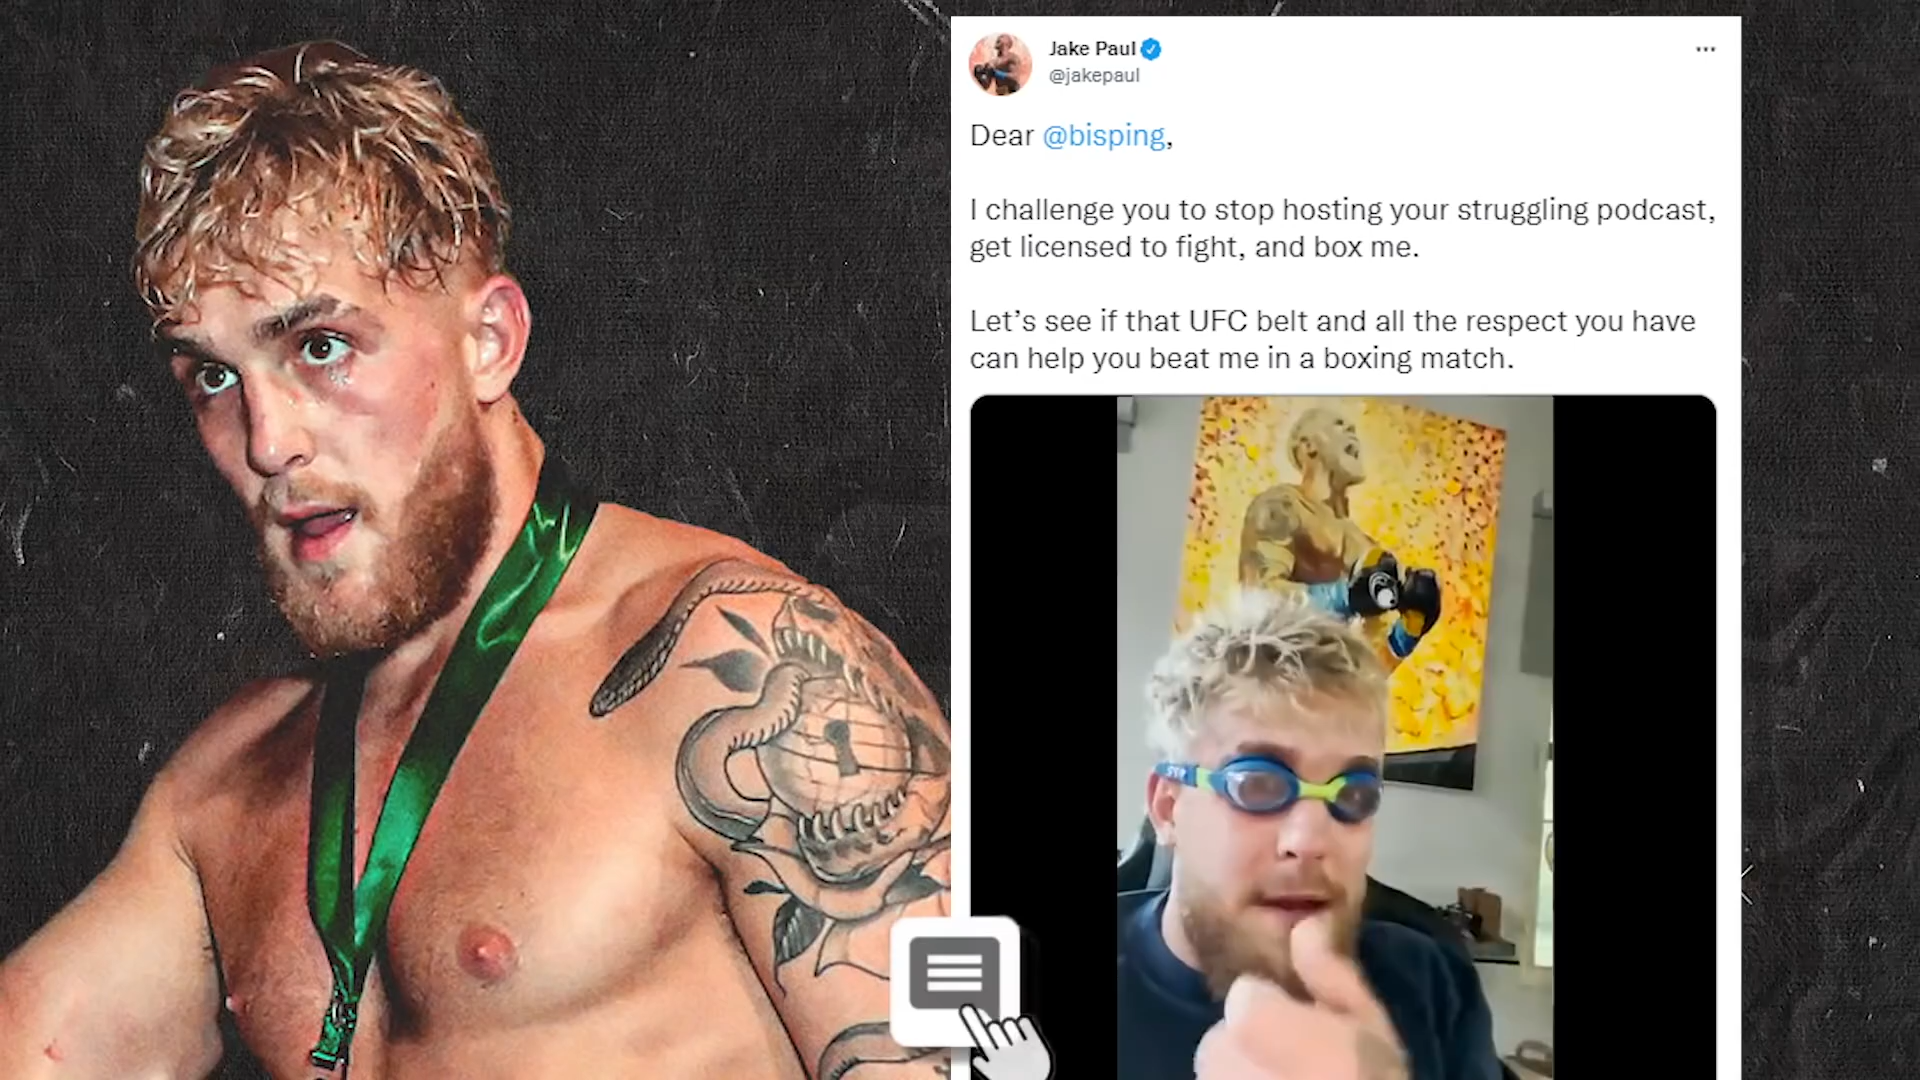 Jake Paul
@jakepaul
Dear @bisping,
I challenge you to stop hosting your struggling podcast,
get licensed to fight, and box me.
Let's see if that UFC belt and all the respect you have
can help you beat me in a boxing match.